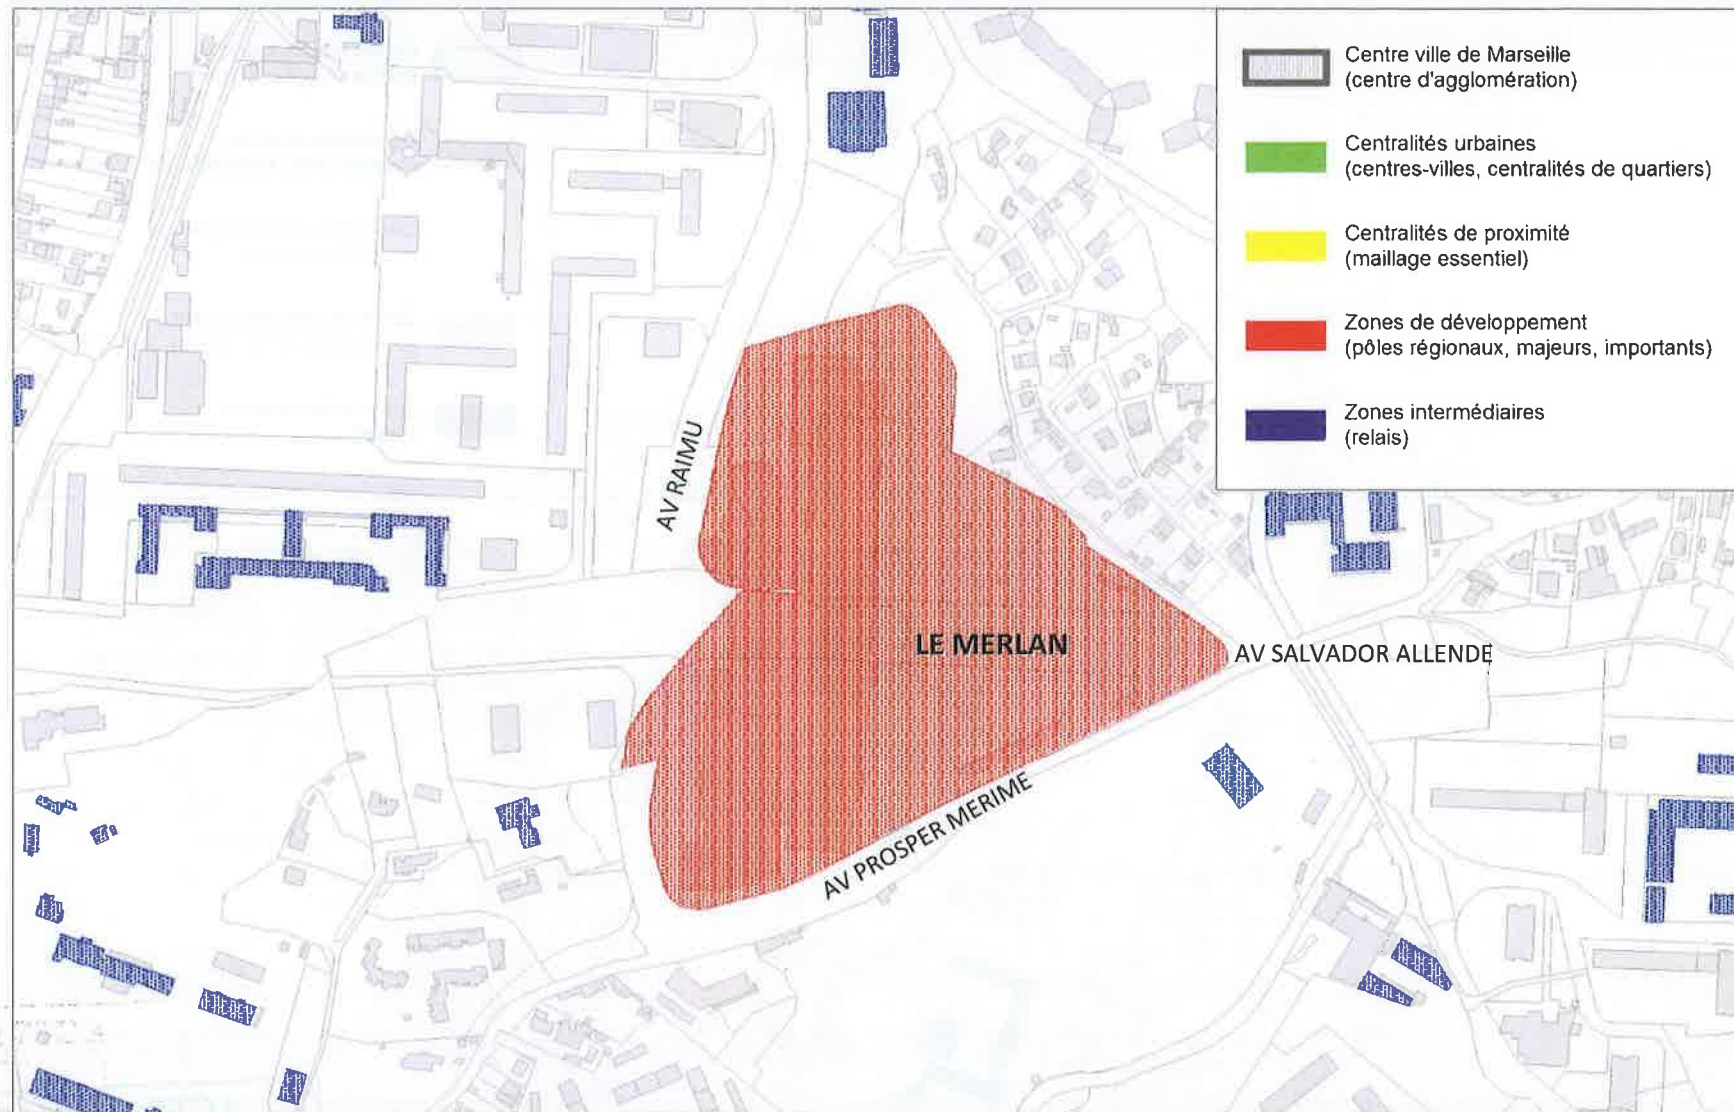 Centre ville de Marseille
(centre d'agglomération)
Centralités urbaines
(centres-villes, centralités de quartiers)
Centralités de proximité
(maillage essentiel)
Zones de développement
(pôles régionaux, majeurs, importants)
Zones intermédiaires
(relais)
AV RAIMU
LE MERLAN
AV SALVADOR ALLENDE
AV PROSPER MERIME